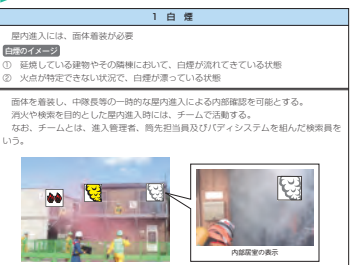 1 白 煙
屋内進入には、面体着装が必要
白煙のイメージ
① 延焼している建物やその隣棟において、白煙が流れてきている状態
② 火点が特定できない状況で、白煙が漂っている状態
面体を着装し、中隊長等の一時的な屋内進入による内部確認を可能とする。
消火や検索を目的とした屋内進入時には、チームで活動する。
なお、チームとは、進入管理者、筒先担当員及びバディシステムを組んだ検索員を
いう。
内部居室の表示